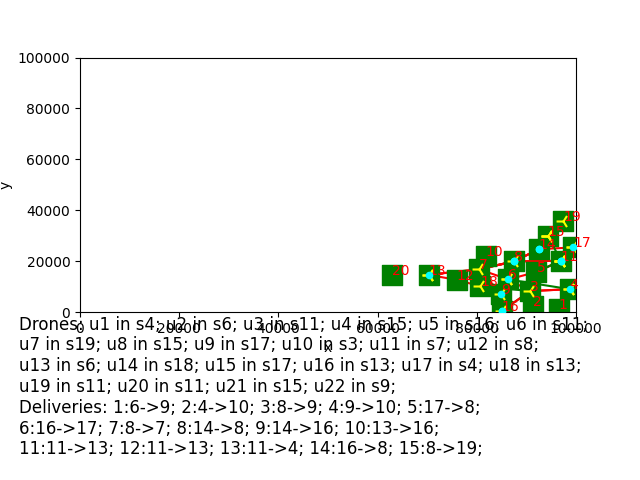 100000
80000
60000
40000
20000
0
y
19
17
10
20
0 20000 40000 60000 80000 100000
x
Drones: u1 in s4; u2 in s6; u3 in s11; u4 in s15; u5 in s16; u6 in
u7 in s19; u8 in s15; u9 in s17; u10 in s3; u11 in s7; u12 in s8;
u13 in s6; u14 in s18; u15 in s17; u16 in s13; u17 in s4; u18 in s13;
u19 in s11; u20 in s11; u21 in s15; u22 in s9;
Deliveries: 1:6->9; 2:4->10; 3:8->9; 4:9->10; 5:17->8;
6:16->17; 7:8->7; 8:14->8; 9:14->16; 10:13->16;
11:11->13; 12:11->13; 13:11->4; 14:16->8; 15:8->19;